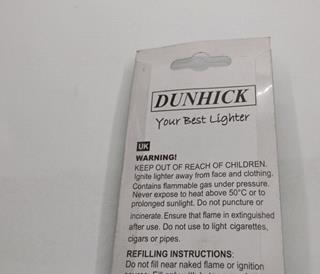 DUNHICK
Your Best Lighter
UK
WARNING!
KEEP OUT OF REACH OF CHILDREN.
Ignite lighter away from face and clothing.
Contains flammable gas under pressure.
Never expose to heat above 50°C or to
prolonged sunlight. Do not puncture or
incinerate. Ensure that flame in extinguished
after use. Do not use to light cigarettes,
cigars or pipes.
REFILLING INSTRUCTIONS:
Do not fill near naked flame or ignition